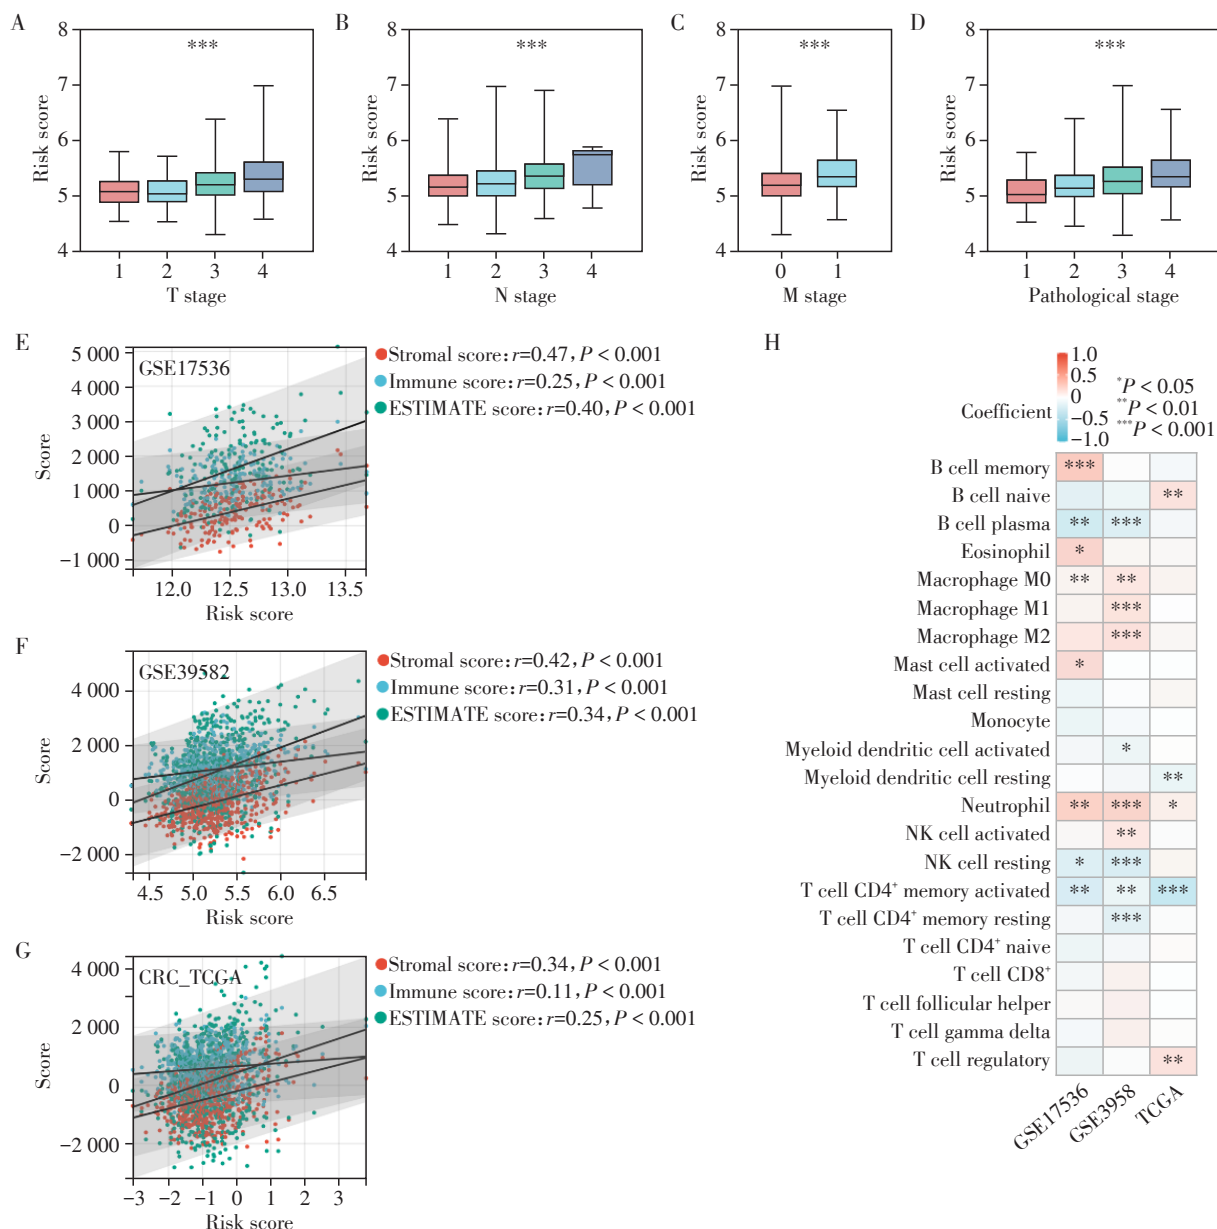 A
8
7
6
5
4
Risk score
***
1 2 3 4
T stage
B
8
7
6
5
4
Risk score
***
1 2 3 4
N stage
C
8
7
6
5
4
Risk score
***
0 1
M stage
D
8
7
6
5
4
Risk score
***
1 2 3 4
Pathological stage
E
GSE17536
5 000
4 000
3 000
2 000
1 000
0
−1 000
Score
12.0 12.5 13.0 13.5
Risk score
Stromal score:r=0.47,P < 0.001
Immune score:r=0.25,P < 0.001
ESTIMATE score:r=0.40,P < 0.001
F
GSE39582
4 000
2 000
0
−2 000
Score
4.5 5.0 5.5 6.0 6.5
Risk score
Stromal score:r=0.42,P < 0.001
Immune score:r=0.31,P < 0.001
ESTIMATE score:r=0.34,P < 0.001
G
CRC_TCGA
4 000
2 000
0
−2 000
Score
−3 −2 −1 0 1 2 3
Risk score
Stromal score:r=0.34,P < 0.001
Immune score:r=0.11,P < 0.001
ESTIMATE score:r=0.25,P < 0.001
H
Coefficient
1.0
0.5
0
−0.5
−1.0
*P < 0.05
**P < 0.01
***P < 0.001
B cell memory ***
B cell naive **
B cell plasma ** ***
Eosinophil *
Macrophage M0 ** **
Macrophage M1 ***
Macrophage M2 ***
Mast cell activated *
Mast cell resting
Monocyte
Myeloid dendritic cell activated *
Myeloid dendritic cell resting **
Neutrophil ** *** *
NK cell activated **
NK cell resting * ***
T cell CD4⁺ memory activated ** ** ***
T cell CD4⁺ memory resting ***
T cell CD4⁺ naive
T cell CD8⁺
T cell follicular helper
T cell gamma delta
T cell regulatory **
GSE17536 GSE3958 TCGA